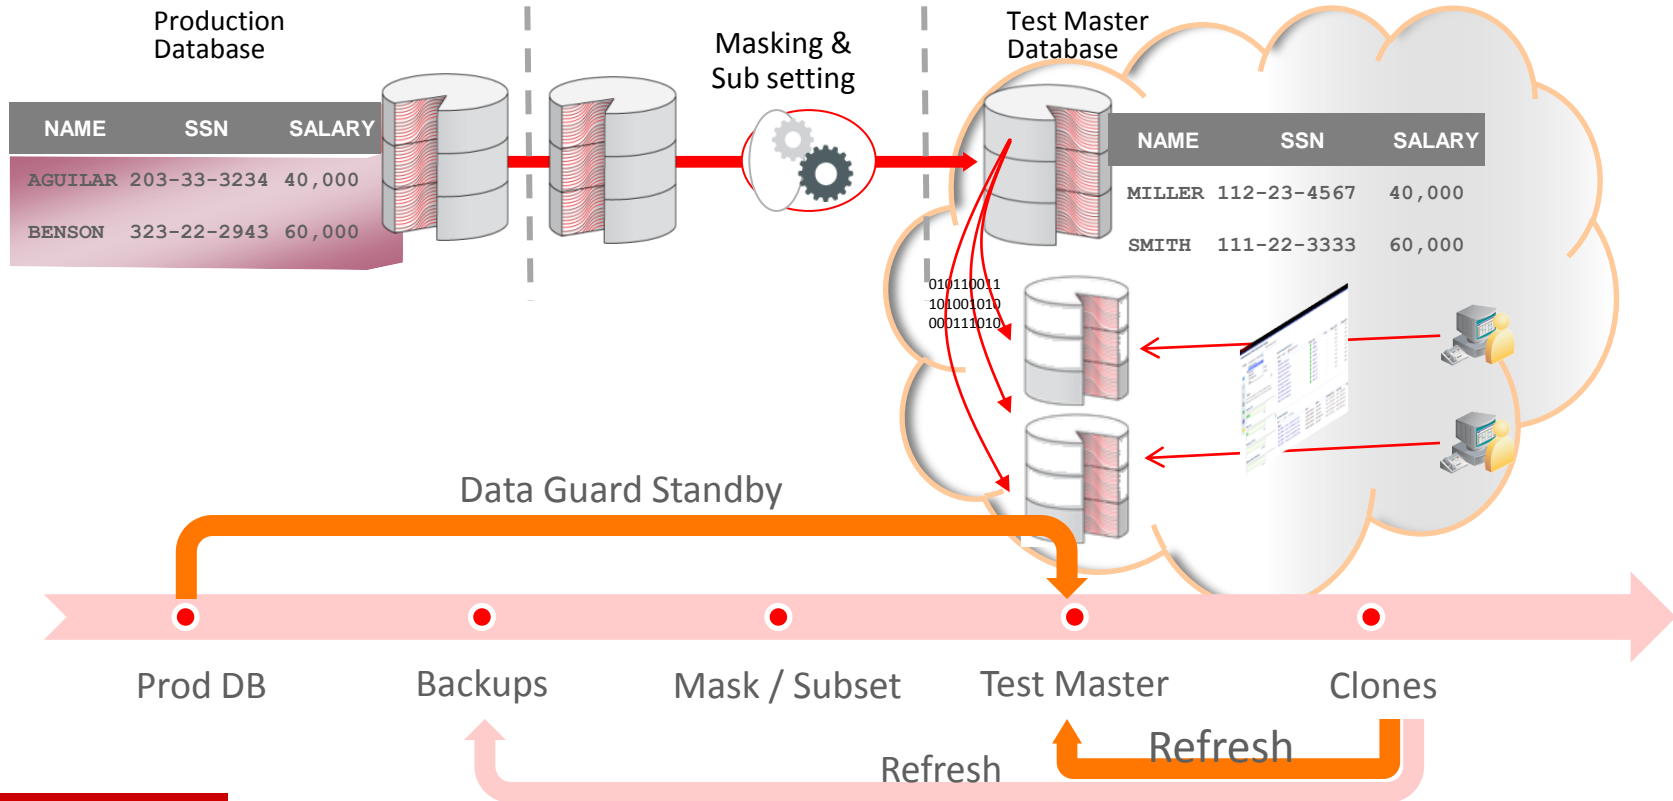 Production
Database
Masking &
Sub setting
Test Master
Database
NAME SSN SALARY
AGUILAR 203-33-3234 40,000
BENSON 323-22-2943 60,000
NAME SSN SALARY
MILLER 112-23-4567 40,000
SMITH 111-22-3333 60,000
010110011
101001010
000111010
Data Guard Standby
Prod DB
Backups
Mask / Subset
Test Master
Clones
Refresh
Refresh